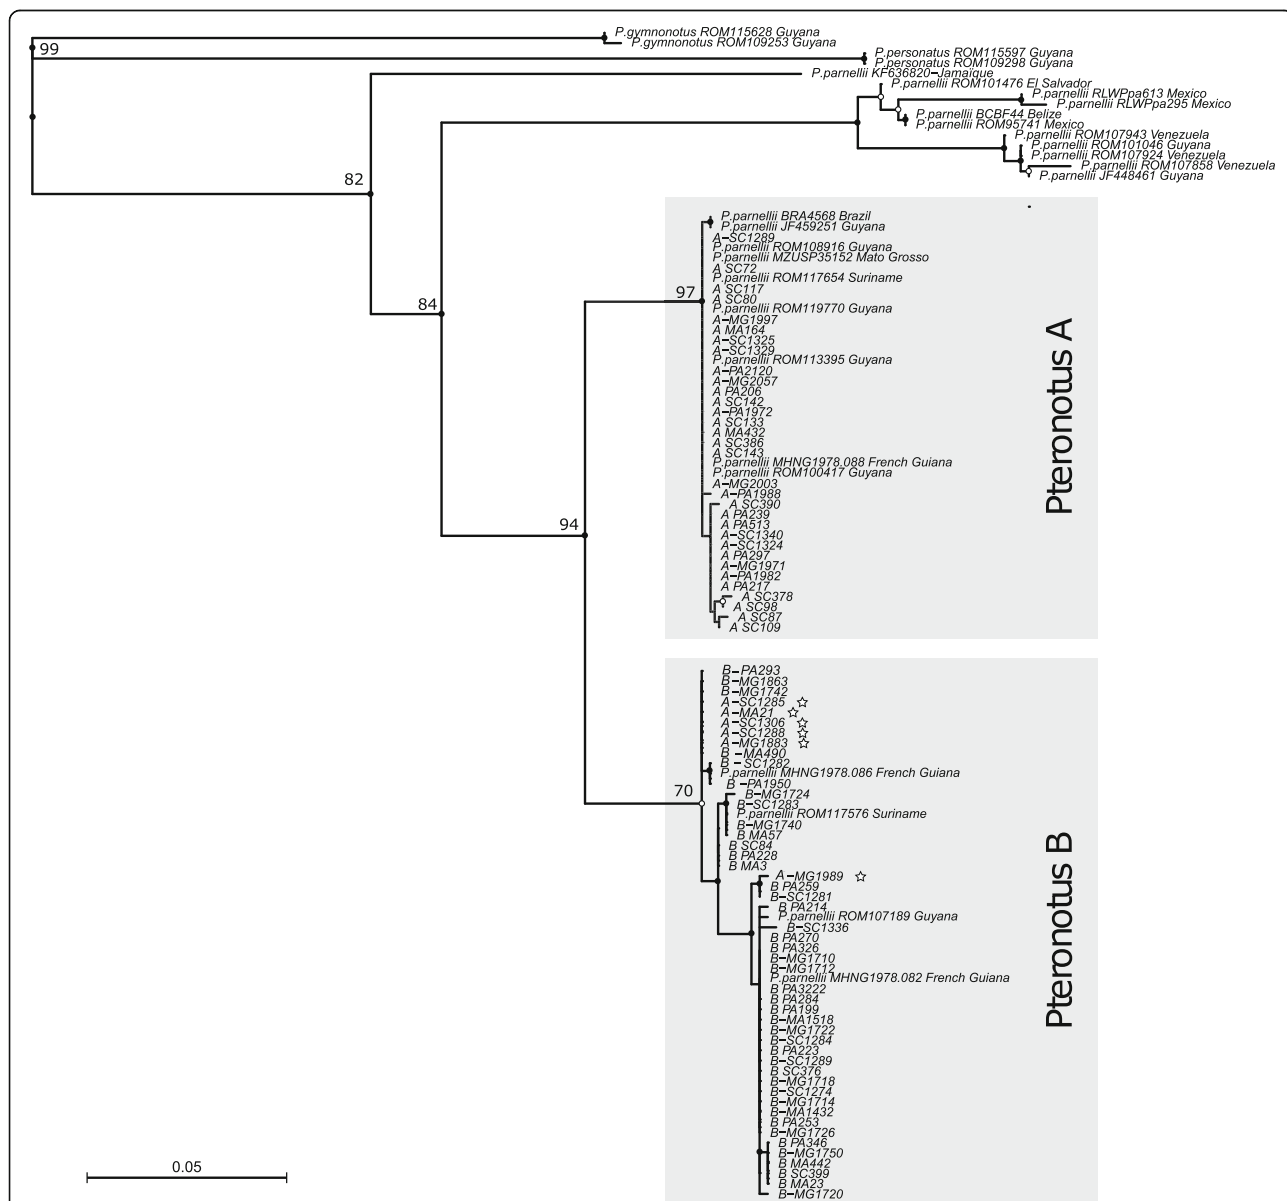 P.gymnonotus ROM115628 Guyana
P.gymnonotus ROM109253 Guyana
99
P.personatus ROM115597 Guyana
P.personatus ROM109298 Guyana
P.parnellii KF636820-Jamaïque
P.parnellii ROM101476 El Salvador
P.parnellii RLWPpa613 Mexico
P.parnellii RLWPpa295 Mexico
P.parnellii BCBF44 Belize
P.parnellii ROM95741 Mexico
P.parnellii ROM107943 Venezuela
P.parnellii ROM101046 Guyana
P.parnellii ROM107924 Venezuela
P.parnellii ROM107858 Venezuela
P.parnellii JF448461 Guyana
82
84
94
97
P.parnellii BRA4568 Brazil
P.parnellii JF459251 Guyana
A-SC1289
P.parnellii ROM108916 Guyana
P.parnellii MZUSP35152 Mato Grosso
A SC72
P.parnellii ROM117654 Suriname
A SC117
A SC80
P.parnellii ROM119770 Guyana
A-MG1997
A MA164
A-SC1325
A-SC1329
P.parnellii ROM113395 Guyana
A-PA2120
A-MG2057
A PA206
A SC142
A-PA1972
A SC133
A MA432
A SC386
A SC143
P.parnellii MHNG1978.088 French Guiana
P.parnellii ROM100417 Guyana
A-MG2003
A-PA1988
A SC390
A PA239
A PA513
A-SC1340
A-SC1324
A PA297
A-MG1971
A-PA1982
A PA217
A SC378
A SC98
A SC87
A SC109
Pteronotus A
70
B-PA293
B-MG1863
B-MG1742
A-SC1285
A-MA21
A-SC1306
A-SC1288
A-MG1883
B -MA490
B - SC1282
P.parnellii MHNG1978.086 French Guiana
B -PA1950
B-MG1724
B-SC1283
P.parnellii ROM117576 Suriname
B-MG1740
B MA57
B SC84
B PA228
B MA3
A-MG1989
B PA259
B-SC1281
B PA214
P.parnellii ROM107189 Guyana
B-SC1336
B PA270
B PA326
B-MG1710
B-MG1712
P.parnellii MHNG1978.082 French Guiana
B PA3222
B PA284
B PA199
B-MA1518
B-MG1722
B-SC1284
B PA223
B-SC1289
B SC376
B-MG1718
B-SC1274
B-MG1714
B-MA1432
B PA253
B-MG1726
B PA346
B-MG1750
B MA442
B SC399
B MA23
B-MG1720
Pteronotus B
0.05